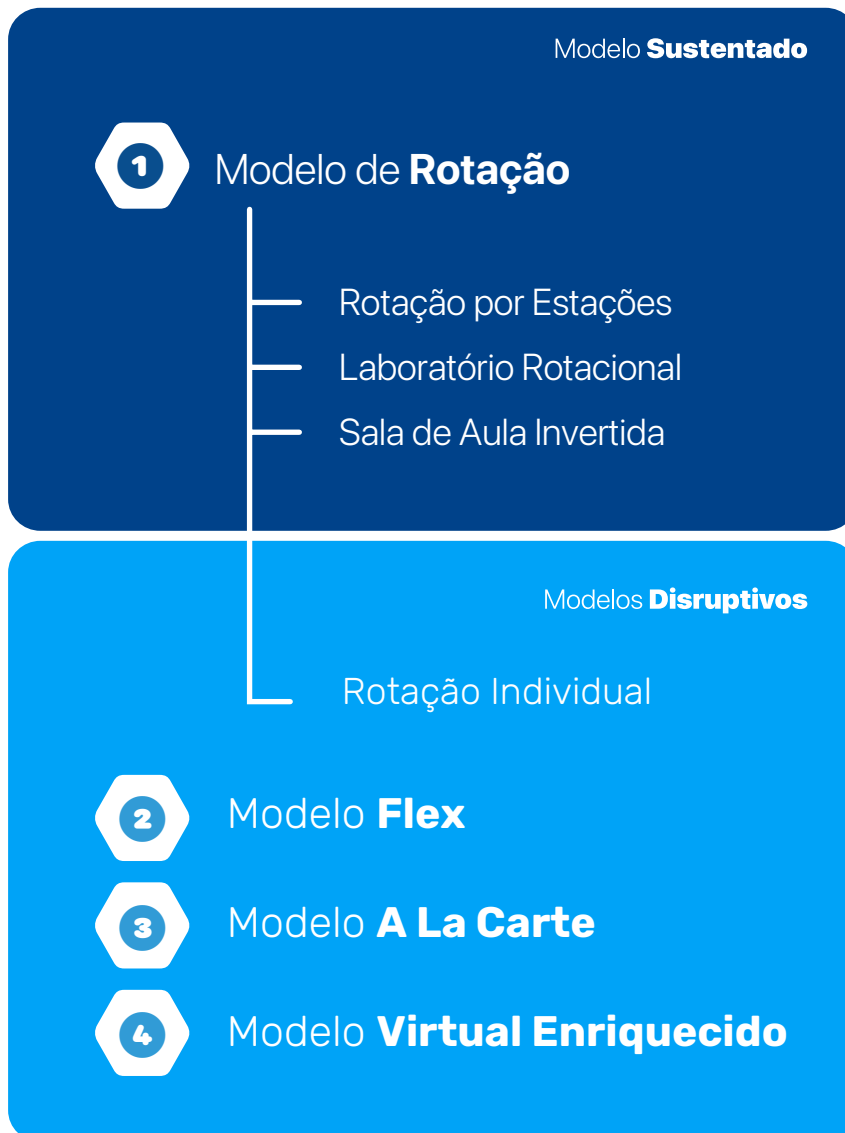 Modelo Sustentado
1 Modelo de Rotação
Rotação por Estações
Laboratório Rotacional
Sala de Aula Invertida
Modelos Disruptivos
Rotação Individual
2 Modelo Flex
3 Modelo A La Carte
4 Modelo Virtual Enriquecido